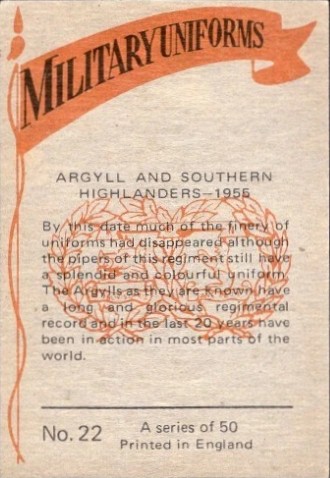 MILITARY UNIFORMS
ARGYLL AND SOUTHERN
HIGHLANDERS—1955
By this date much of the finery of
uniforms had disappeared although
the pipers of this regiment still have
a splendid and colourful uniform.
The Argylls as they are known have
a long and glorious regimental
record and in the last 20 years have
been in action in most parts of the
world.
No. 22
A series of 50
Printed in England